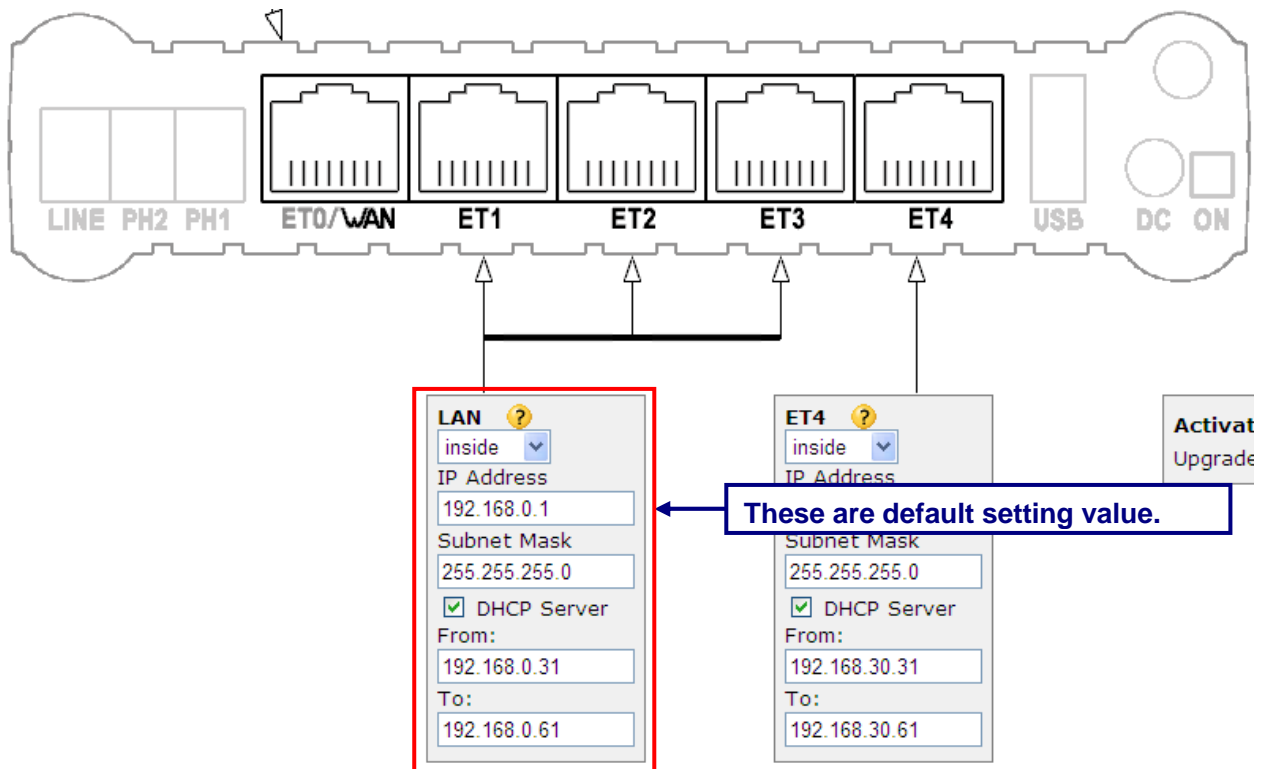 LINE PH2 PH1 ET0/WAN ET1 ET2 ET3 ET4 USB DC ON
LAN ?
inside
IP Address
192.168.0.1
Subnet Mask
255.255.255.0
DHCP Server
From:
192.168.0.31
To:
192.168.0.61
ET4 ?
inside
IP Address
These are default setting value.
Subnet Mask
255.255.255.0
DHCP Server
From:
192.168.30.31
To:
192.168.30.61
Activat
Upgrade